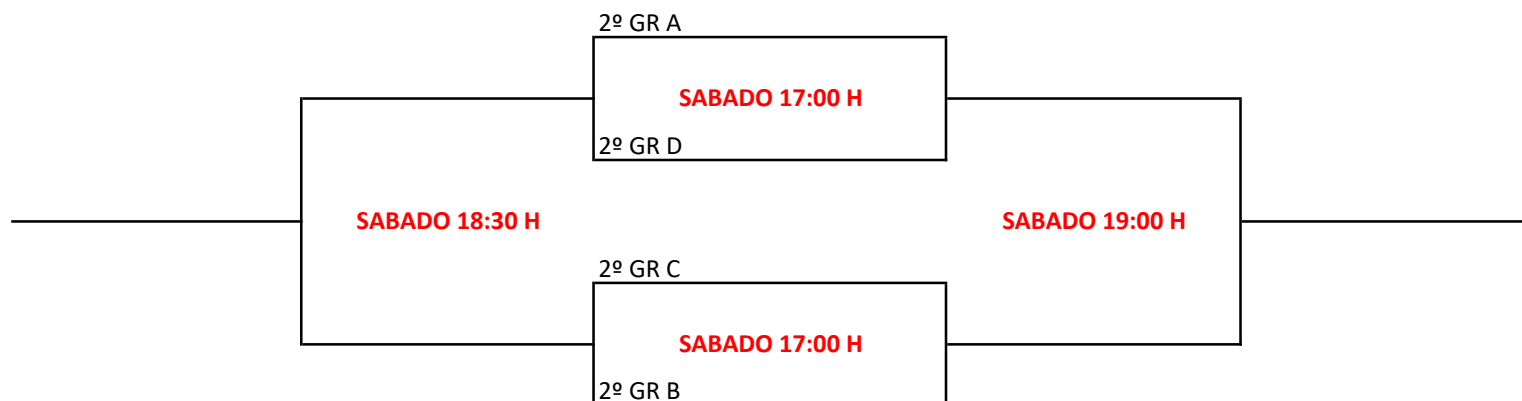 2º GR A
SABADO 17:00 H
2º GR D
SABADO 18:30 H
SABADO 19:00 H
2º GR C
SABADO 17:00 H
2º GR B